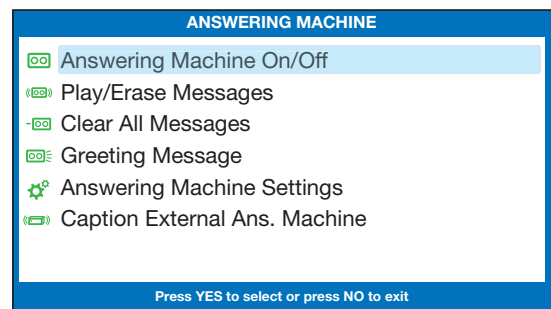 ANSWERING MACHINE
Answering Machine On/Off
Play/Erase Messages
Clear All Messages
Greeting Message
Answering Machine Settings
Caption External Ans. Machine
Press YES to select or press NO to exit